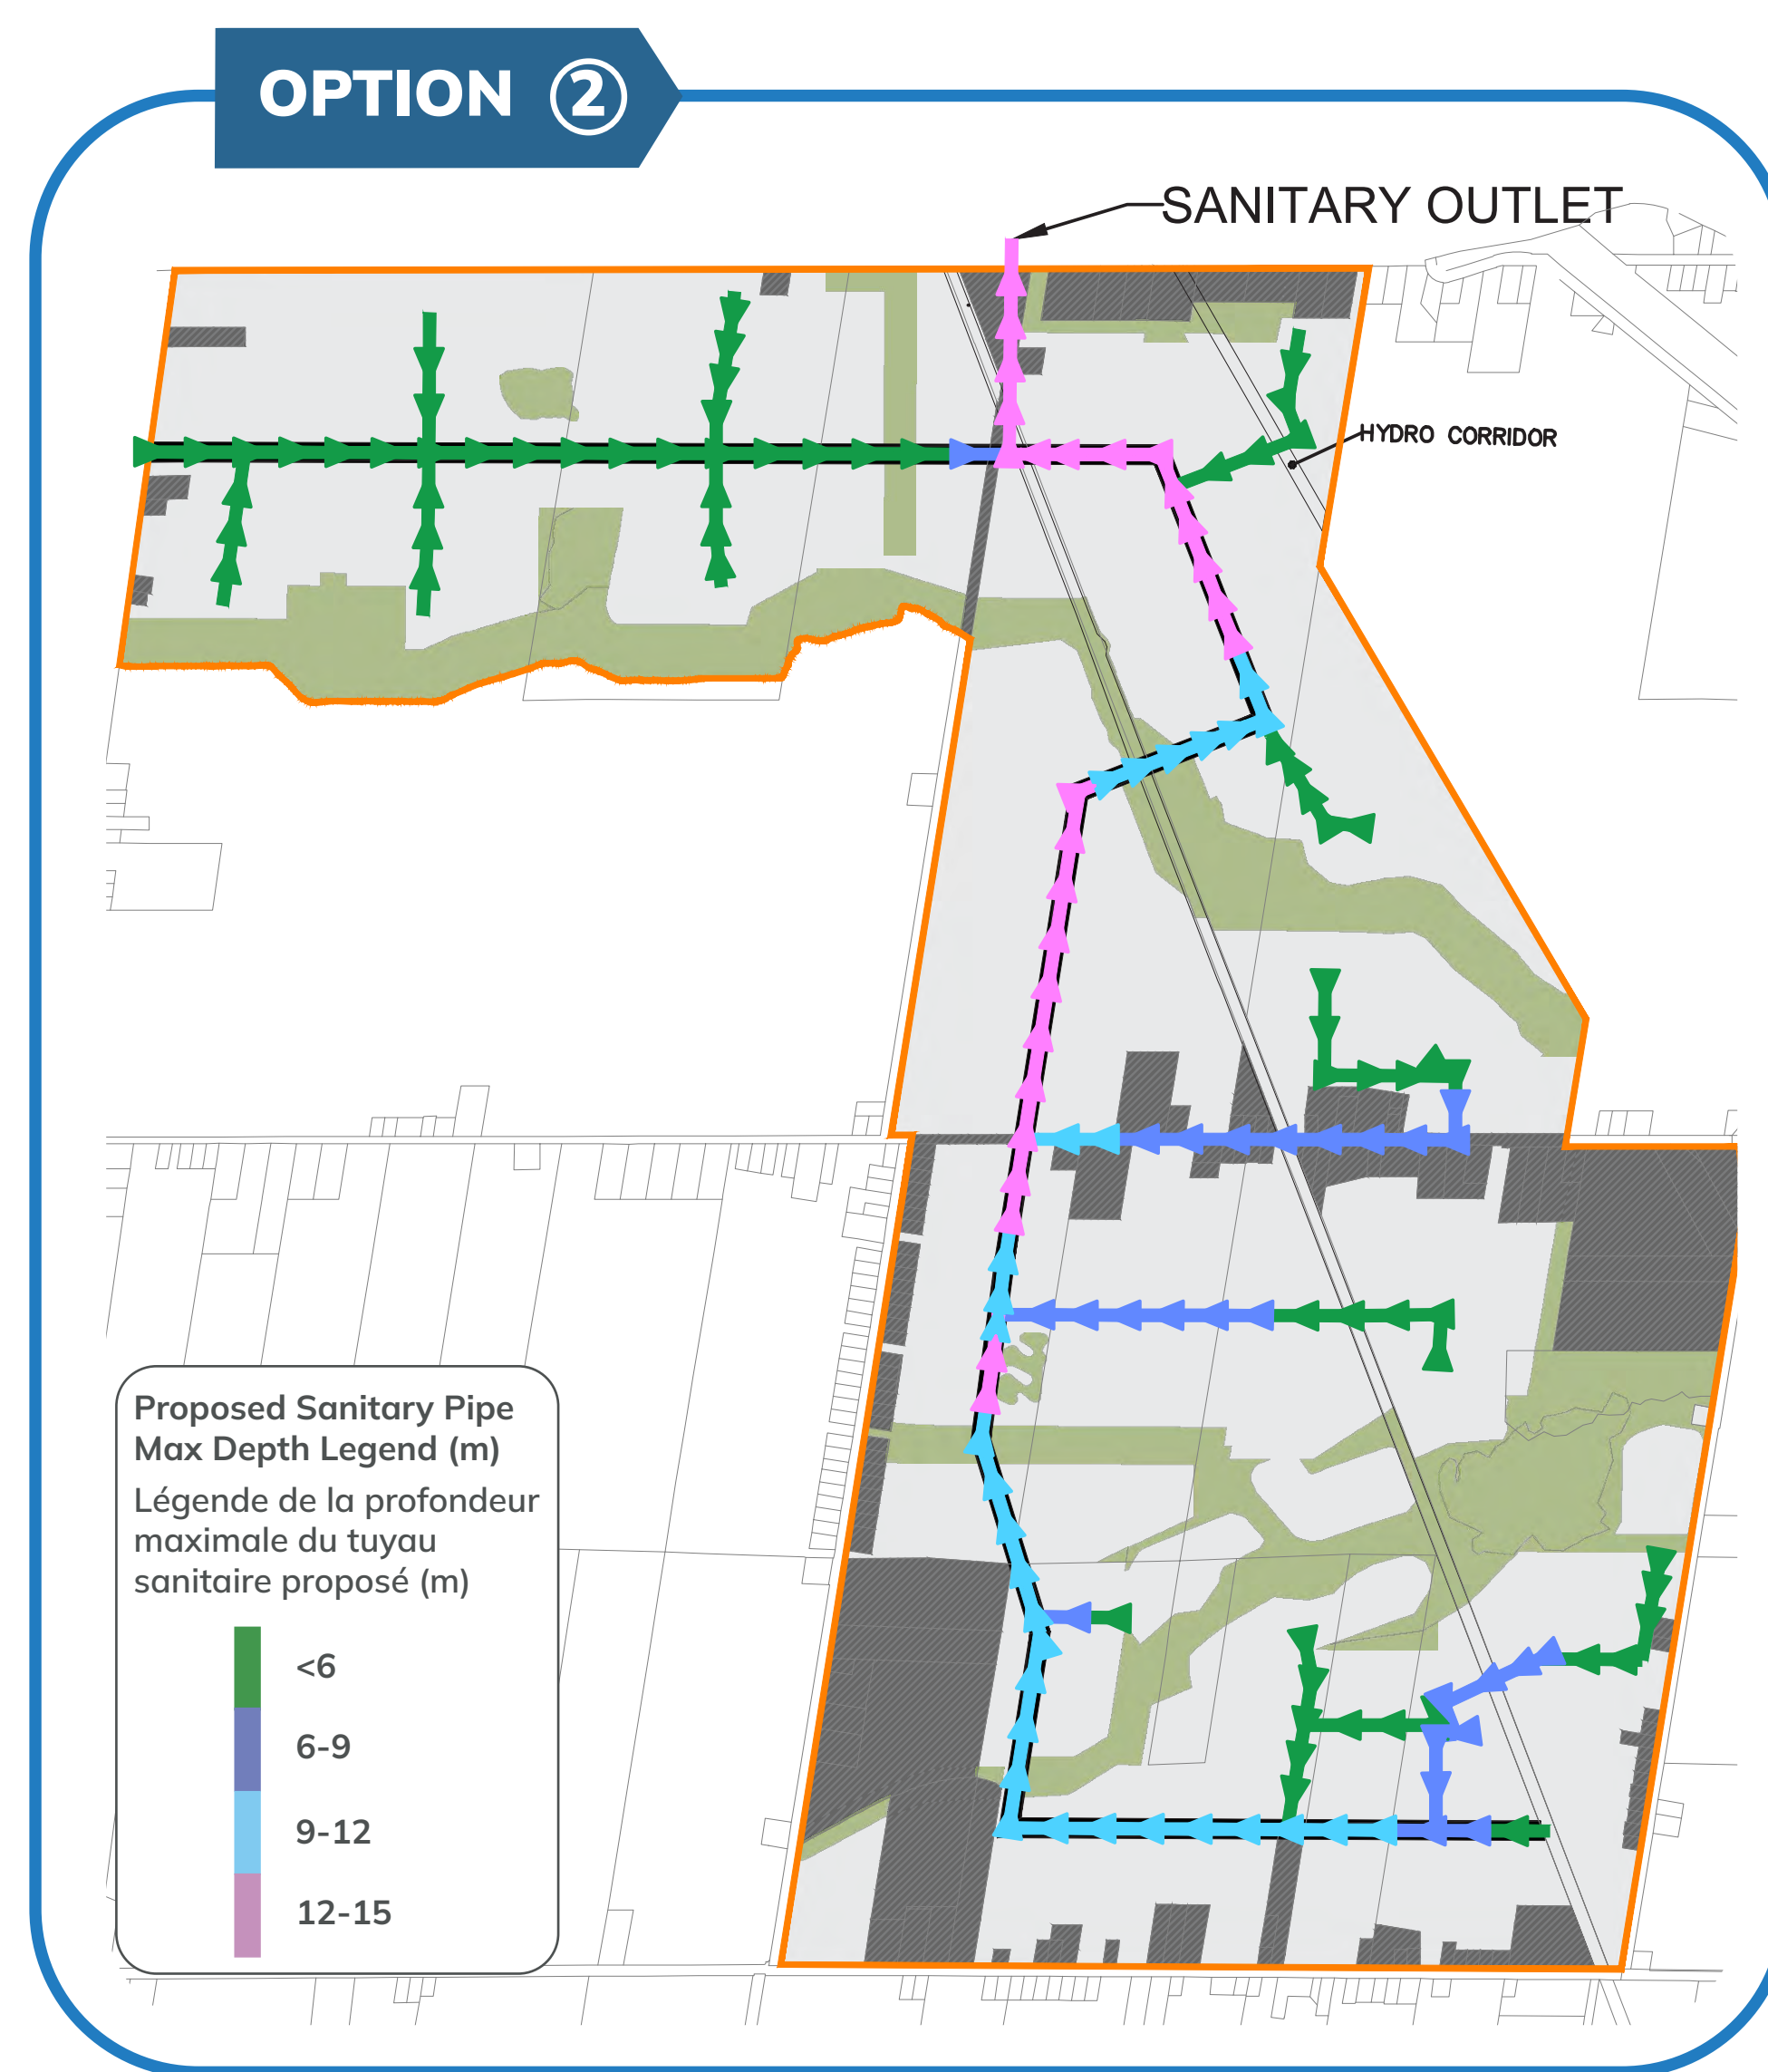 OPTION 2
SANITARY OUTLET
HYDRO CORRIDOR
Proposed Sanitary Pipe
Max Depth Legend (m)
Légende de la profondeur
maximale du tuyau
sanitaire proposé (m)
<6
6-9
9-12
12-15